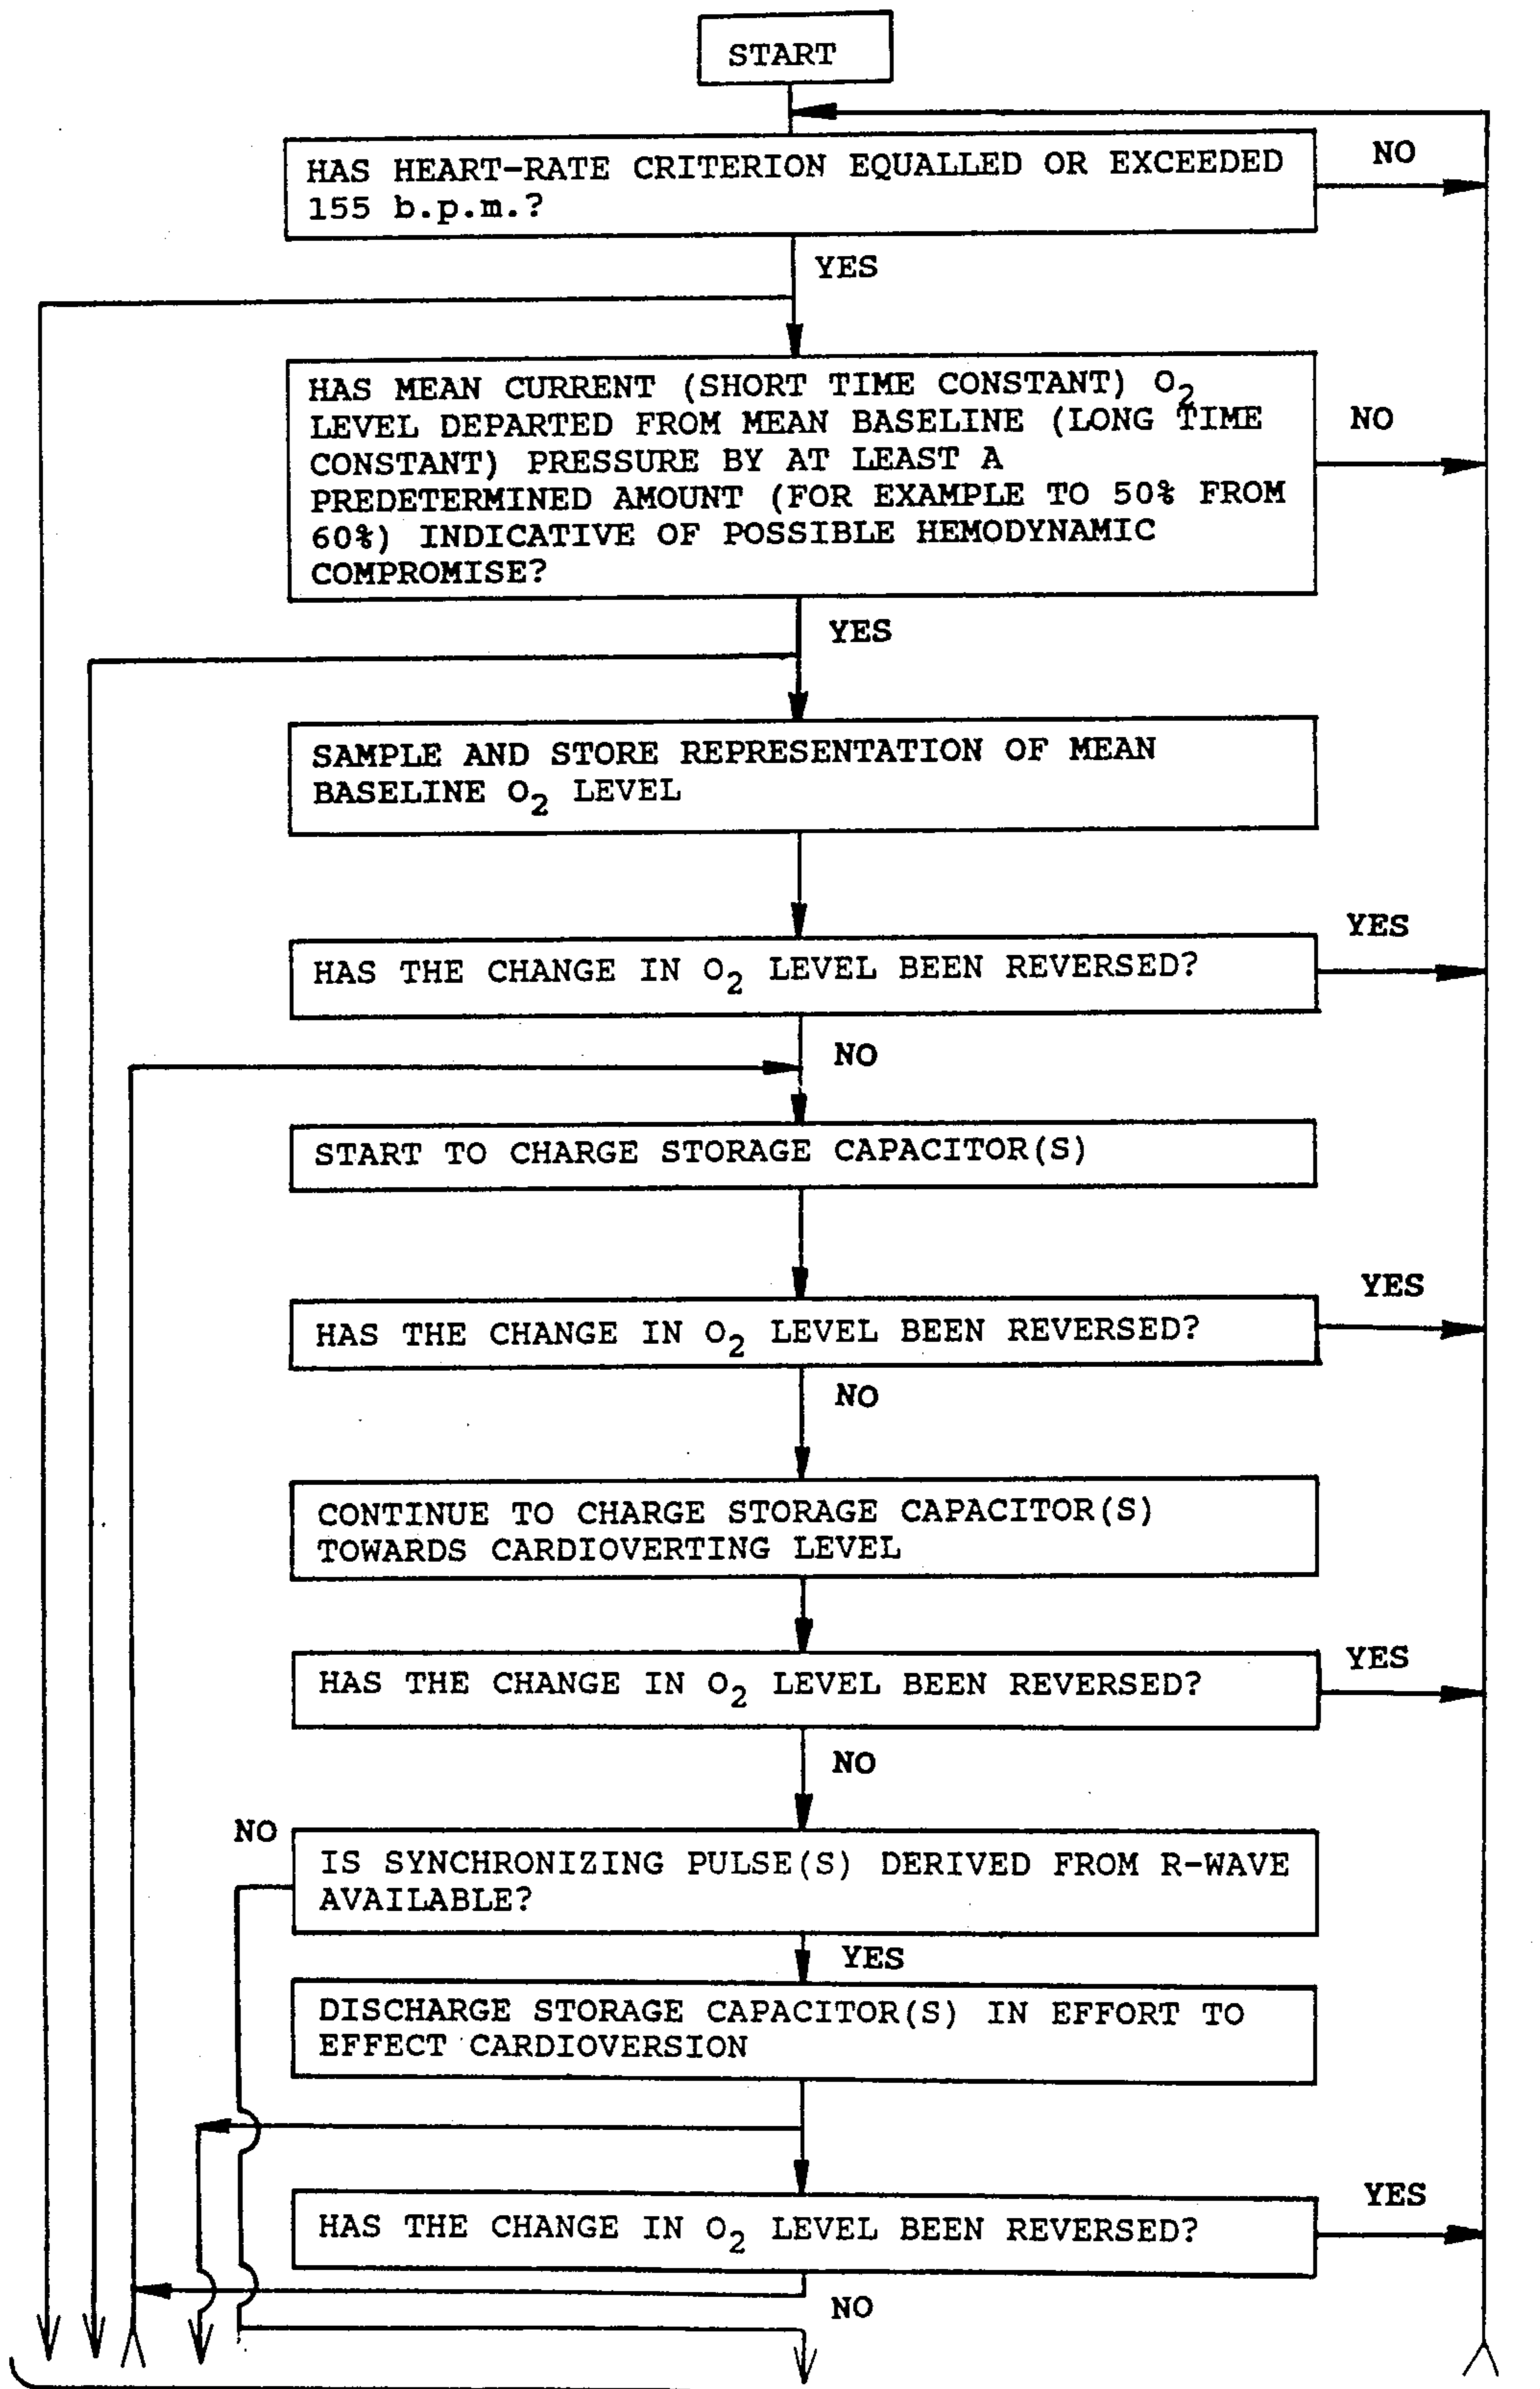 START
HAS HEART-RATE CRITERION EQUALLED OR EXCEEDED
155 b.p.m.?
NO
YES
HAS MEAN CURRENT (SHORT TIME CONSTANT) O2
LEVEL DEPARTED FROM MEAN BASELINE (LONG TIME
CONSTANT) PRESSURE BY AT LEAST A
PREDETERMINED AMOUNT (FOR EXAMPLE TO 50% FROM
60%) INDICATIVE OF POSSIBLE HEMODYNAMIC
COMPROMISE?
NO
YES
SAMPLE AND STORE REPRESENTATION OF MEAN
BASELINE O2 LEVEL
HAS THE CHANGE IN O2 LEVEL BEEN REVERSED?
YES
NO
START TO CHARGE STORAGE CAPACITOR(S)
HAS THE CHANGE IN O2 LEVEL BEEN REVERSED?
YES
NO
CONTINUE TO CHARGE STORAGE CAPACITOR(S)
TOWARDS CARDIOVERTING LEVEL
HAS THE CHANGE IN O2 LEVEL BEEN REVERSED?
YES
NO
NO
IS SYNCHRONIZING PULSE(S) DERIVED FROM R-WAVE
AVAILABLE?
YES
DISCHARGE STORAGE CAPACITOR(S) IN EFFORT TO
EFFECT CARDIOVERSION
HAS THE CHANGE IN O2 LEVEL BEEN REVERSED?
YES
NO